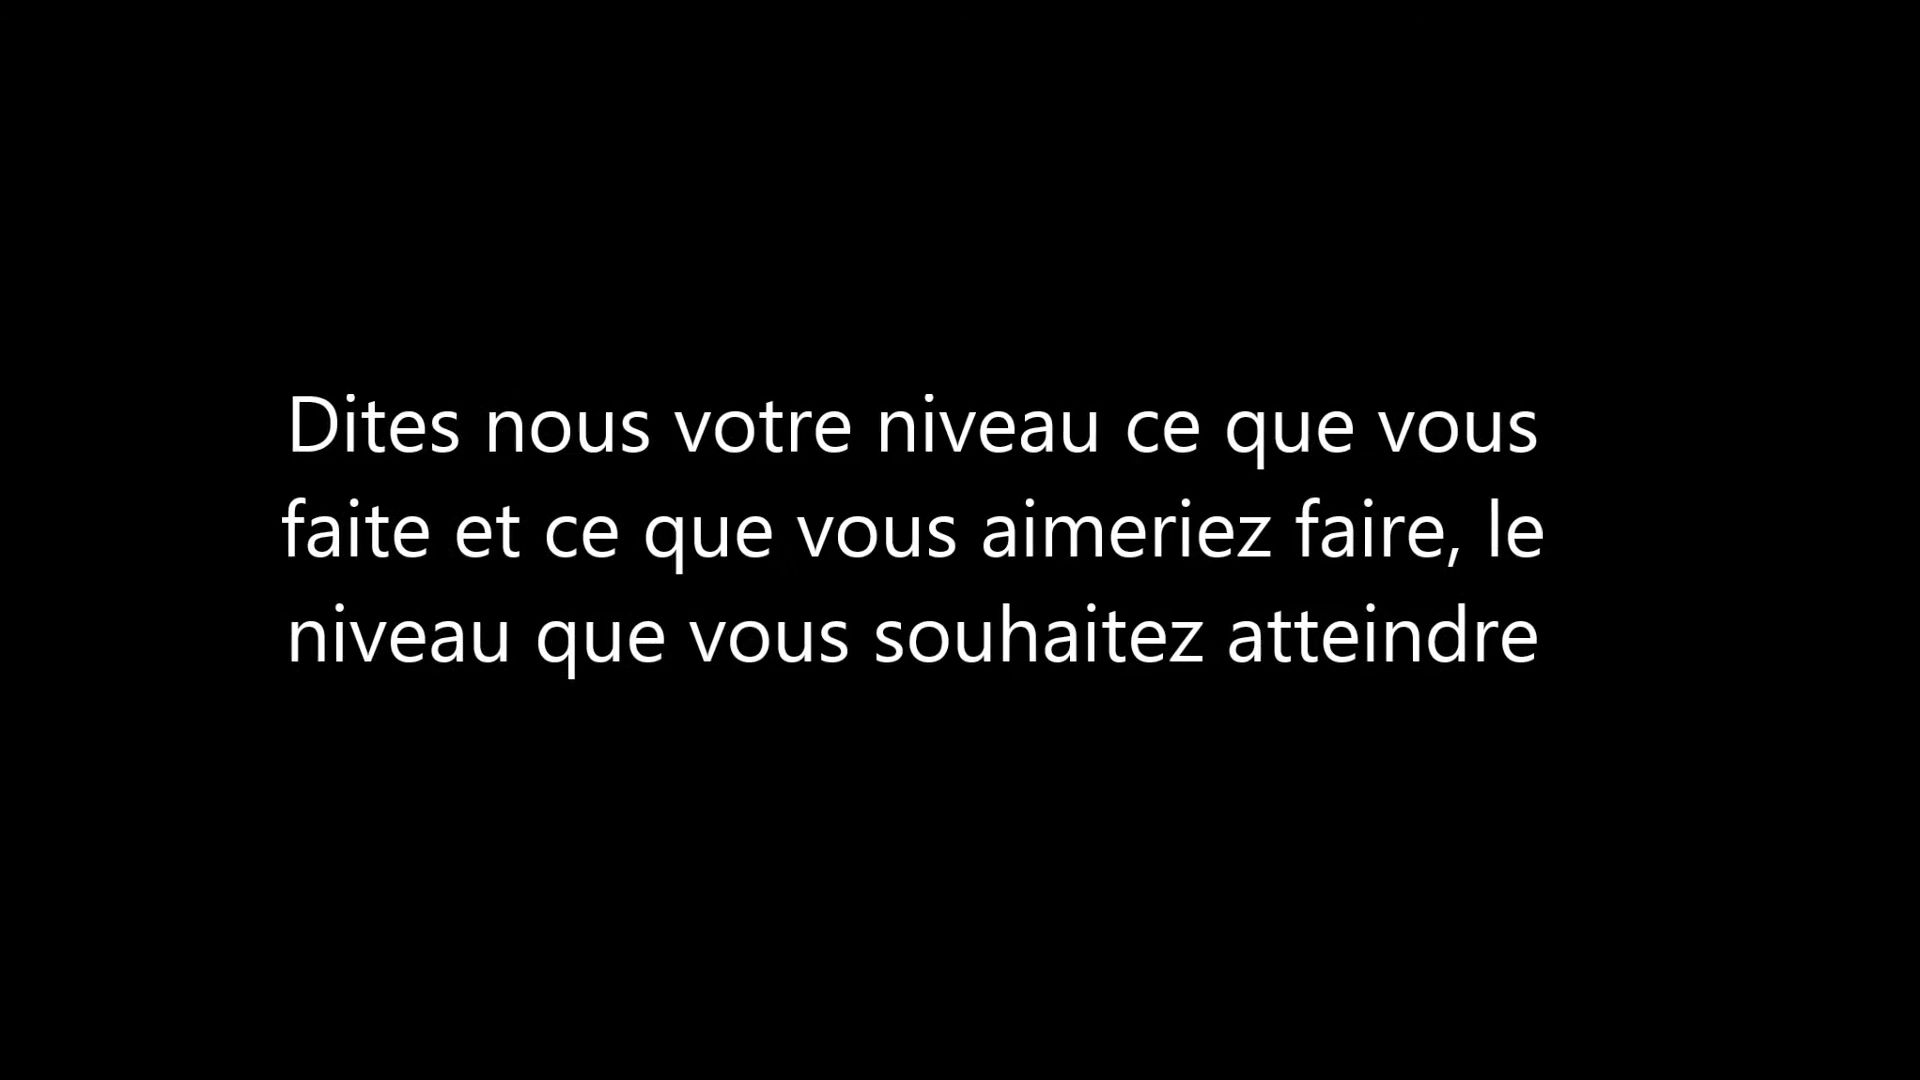 Dites nous votre niveau ce que vous
faite et ce que vous aimeriez faire, le
niveau que vous souhaitez atteindre